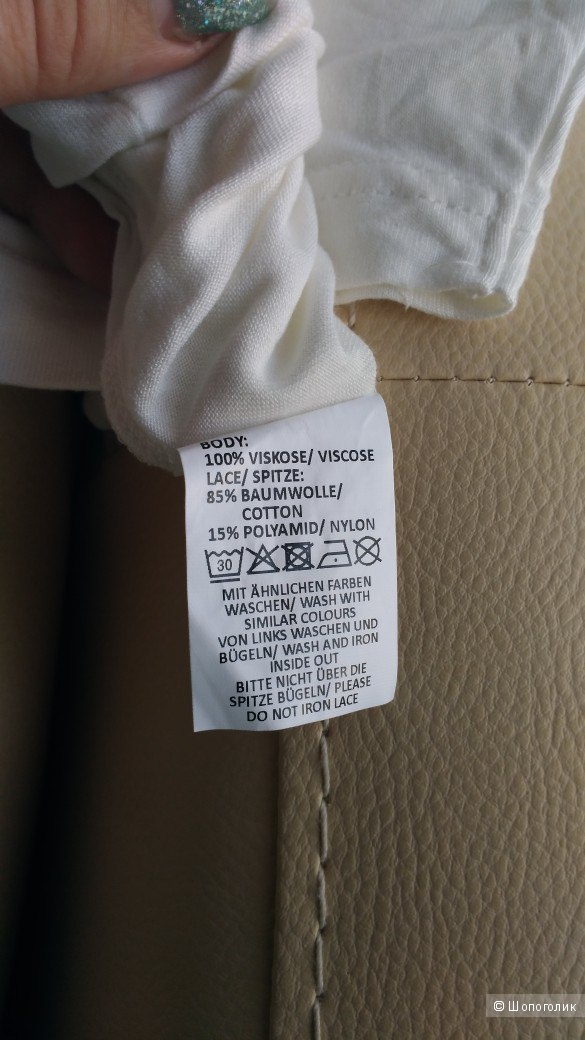 BODY:
100% VISKOSE/ VISCOSE
LACE/ SPITZE:
85% BAUMWOLLE/
COTTON
15% POLYAMID/ NYLON
30
MIT ÄHNLICHEN FARBEN
WASCHEN/ WASH WITH
SIMILAR COLOURS
VON LINKS WASCHEN UND
BÜGELN/ WASH AND IRON
INSIDE OUT
BITTE NICHT ÜBER DIE
SPITZE BÜGELN/ PLEASE
DO NOT IRON LACE
© Шопоголик